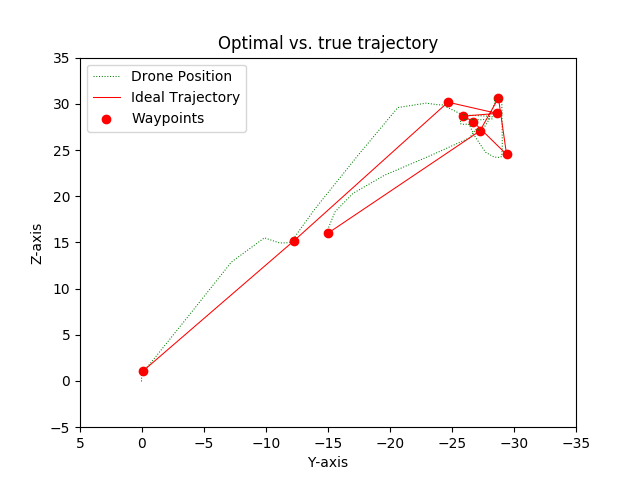 Optimal vs. true trajectory
Drone Position
Ideal Trajectory
Waypoints
35
30
25
20
15
10
5
0
−5
Z-axis
5 0 −5 −10 −15 −20 −25 −30 −35
Y-axis